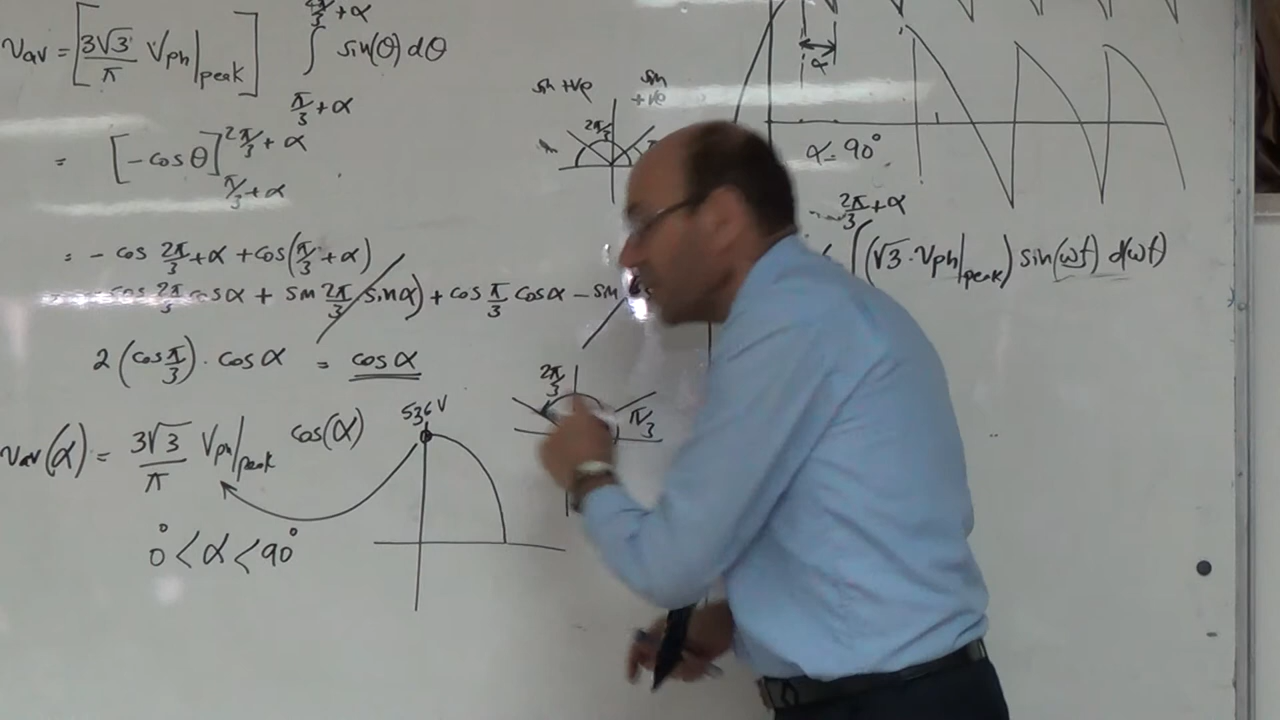 2π/3 + α
Vav = [3√3/π Vph|peak] ∫ sin(θ) dθ
π/3 + α
= [-cos θ] 2π/3 + α
π/3 + α
= - cos 2π/3 + α + cos(π/3 + α)
cos 2π/3 cos α + sin 2π/3 sin α) + cos π/3 cos α - sin
2 (cos π/3) . cos α = cos α
Vav(α) = 3√3/π Vph|peak cos(α)
0° < α < 90°
536 V
sin +ve
sin +ve
2π/3
2π/3
π/3
α
α = 90°
2π/3 + α
∫ (√3 . Vph|peak) sin(ωt) d(ωt)